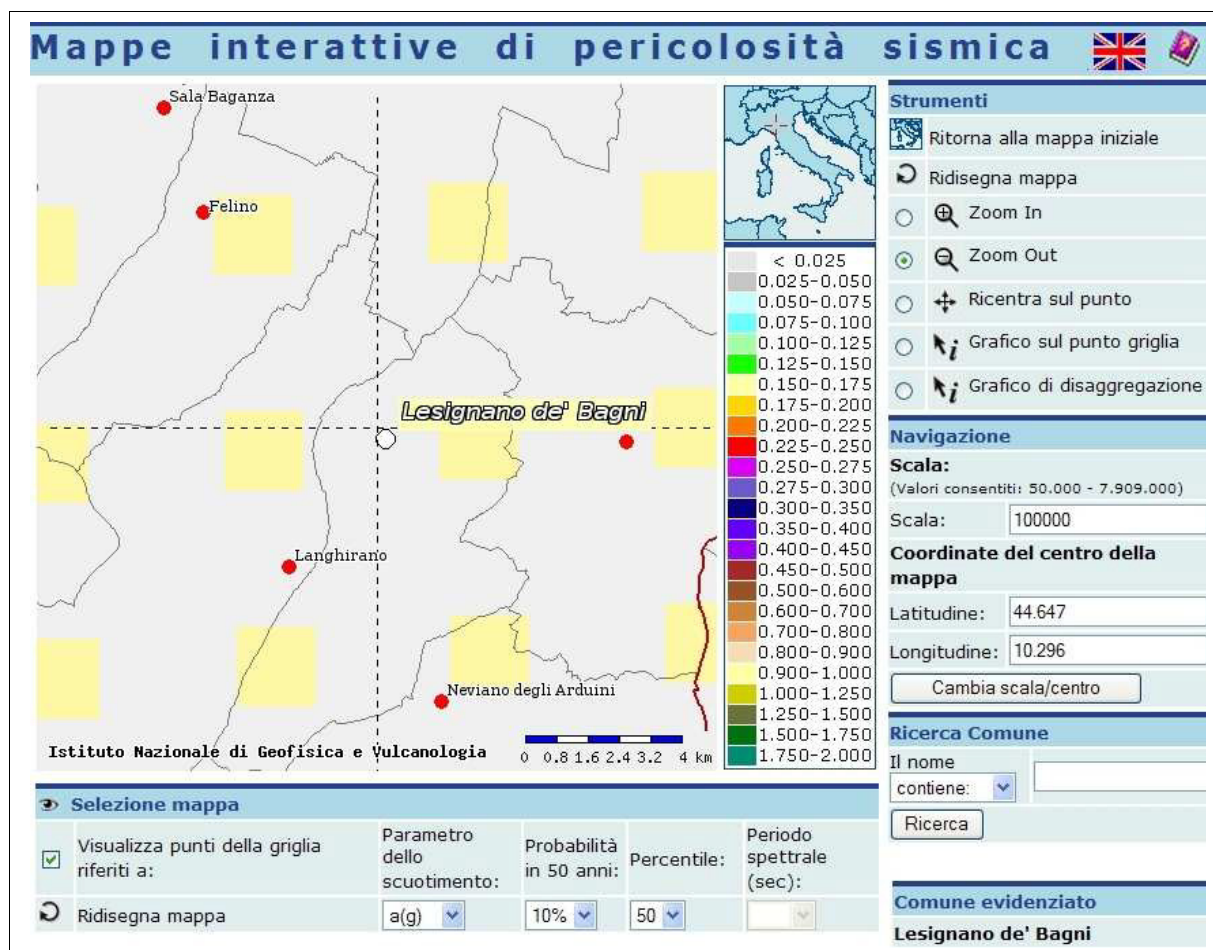 Mappe interattive di pericolosità sismica
Sala Baganza
Felino
Lesignano de' Bagni
Langhirano
Neviano degli Arduini
Istituto Nazionale di Geofisica e Vulcanologia
0 0.8 1.6 2.4 3.2 4 km
< 0.025
0.025-0.050
0.050-0.075
0.075-0.100
0.100-0.125
0.125-0.150
0.150-0.175
0.175-0.200
0.200-0.225
0.225-0.250
0.250-0.275
0.275-0.300
0.300-0.350
0.350-0.400
0.400-0.450
0.450-0.500
0.500-0.600
0.600-0.700
0.700-0.800
0.800-0.900
0.900-1.000
1.000-1.250
1.250-1.500
1.500-1.750
1.750-2.000
Strumenti
Ritorna alla mappa iniziale
Ridisegna mappa
Zoom In
Zoom Out
Ricentra sul punto
i Grafico sul punto griglia
i Grafico di disaggregazione
Navigazione
Scala:
(Valori consentiti: 50.000 - 7.909.000)
Scala: 100000
Coordinate del centro della
mappa
Latitudine: 44.647
Longitudine: 10.296
Cambia scala/centro
Ricerca Comune
Il nome
contiene:
Ricerca
Comune evidenziato
Lesignano de' Bagni
Selezione mappa
Visualizza punti della griglia
riferiti a:
Parametro
dello
scuotimento:
Probabilità
in 50 anni:
Percentile:
Periodo
spettrale
(sec):
Ridisegna mappa
a(g)
10%
50